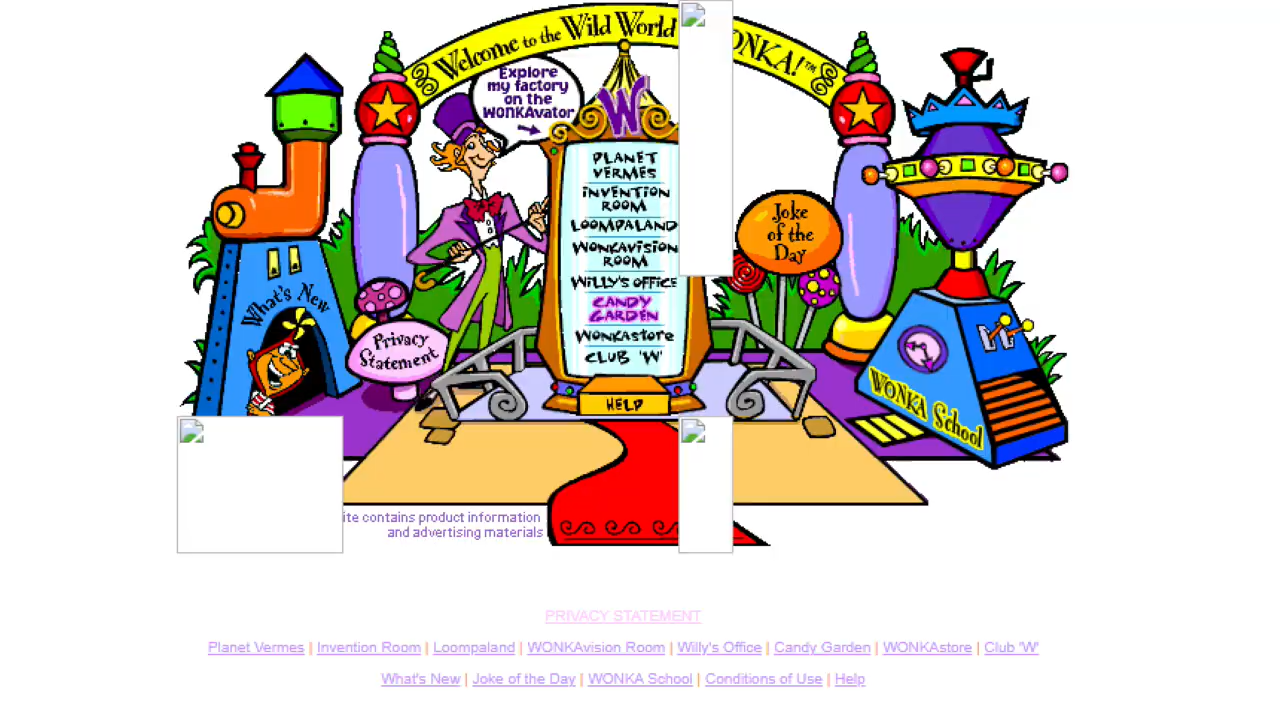 Welcome to the Wild World
ONKA!™
Explore
my factory
on the
WONKAvator
W
PLANET
VERMES
INVENTION
ROOM
LOOMPALAND
WONKAVISION
ROOM
WILLY'S OFFICE
CANDY
GARDEN
WONKASTORE
CLUB 'W'
HELP
Joke
of the
Day
What's New
Privacy
Statement
W
WONKA School
ite contains product information
and advertising materials
PRIVACY STATEMENT
Planet Vermes | Invention Room | Loompaland | WONKAvision Room | Willy's Office | Candy Garden | WONKAstore | Club 'W'
What's New | Joke of the Day | WONKA School | Conditions of Use | Help